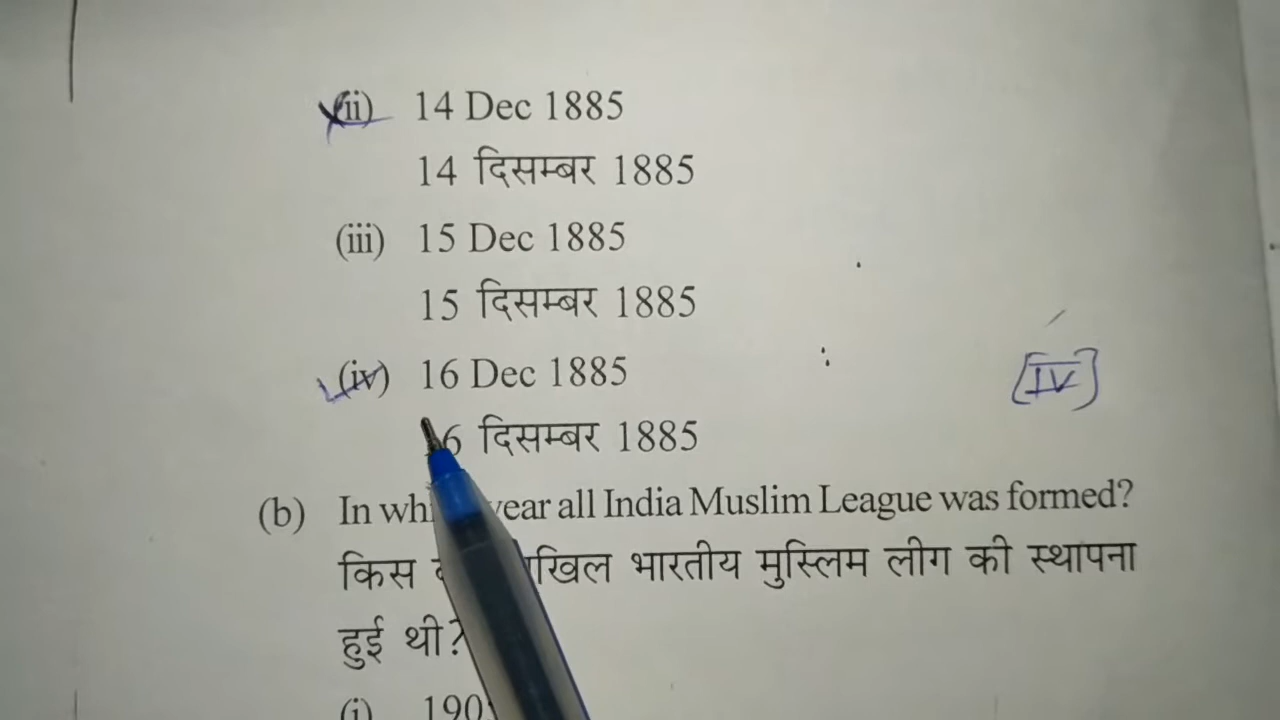 (ii) 14 Dec 1885
14 दिसम्बर 1885
(iii) 15 Dec 1885
15 दिसम्बर 1885
(iv) 16 Dec 1885 [IV]
6 दिसम्बर 1885
(b) In year all India Muslim League was formed?
किस भारतीय मुस्लिम लीग की स्थापना
हुई थी?
(i)